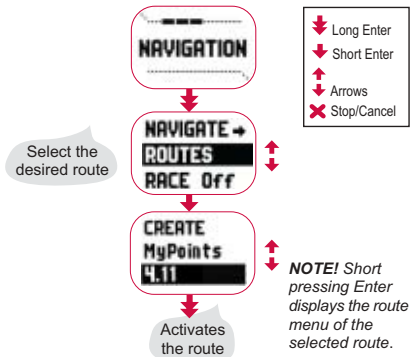 NAVIGATION
Long Enter
Short Enter
Arrows
Stop/Cancel
NAVIGATE
ROUTES
RACE Off
Select the
desired route
CREATE
MyPoints
4.11
NOTE! Short
pressing Enter
displays the route
menu of the
selected route.
Activates
the route